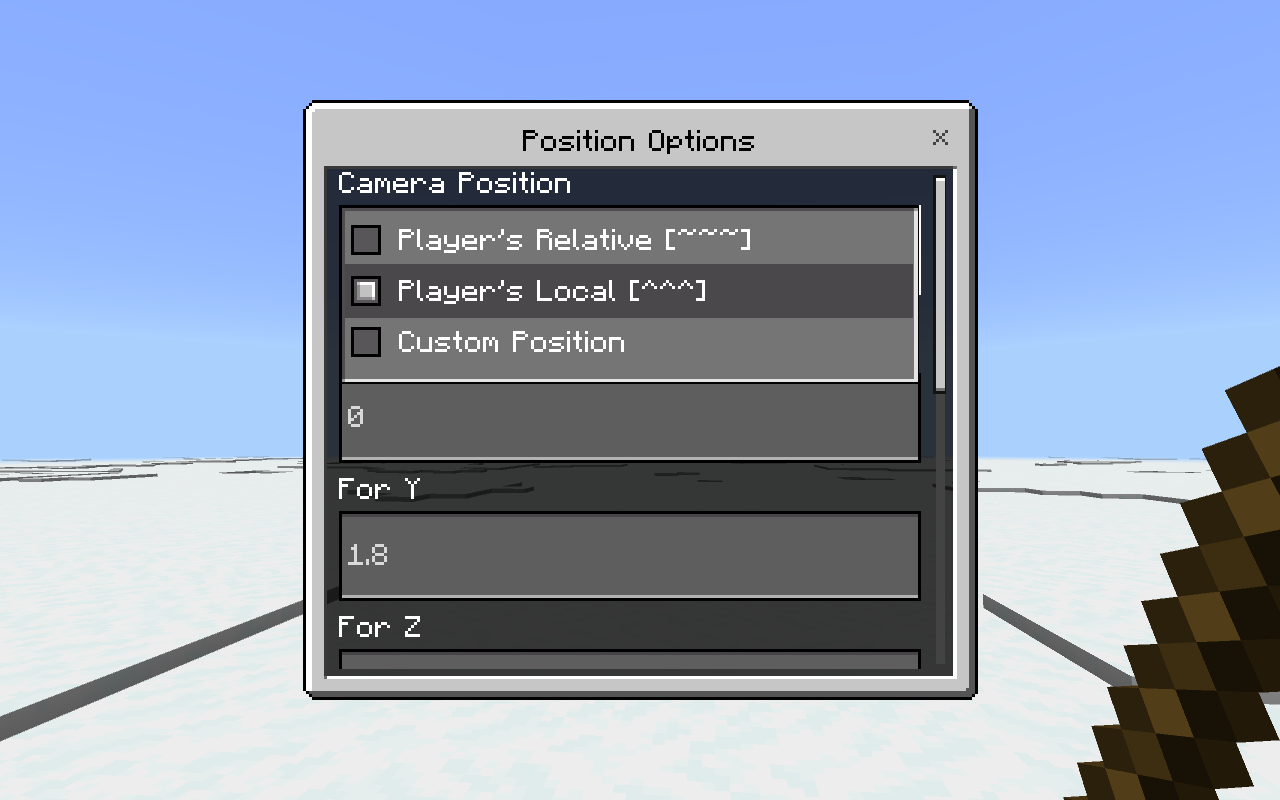 Position Options
Camera Position
Player's Relative [~~~]
Player's Local [^^^]
Custom Position
0
For Y
1.8
For Z